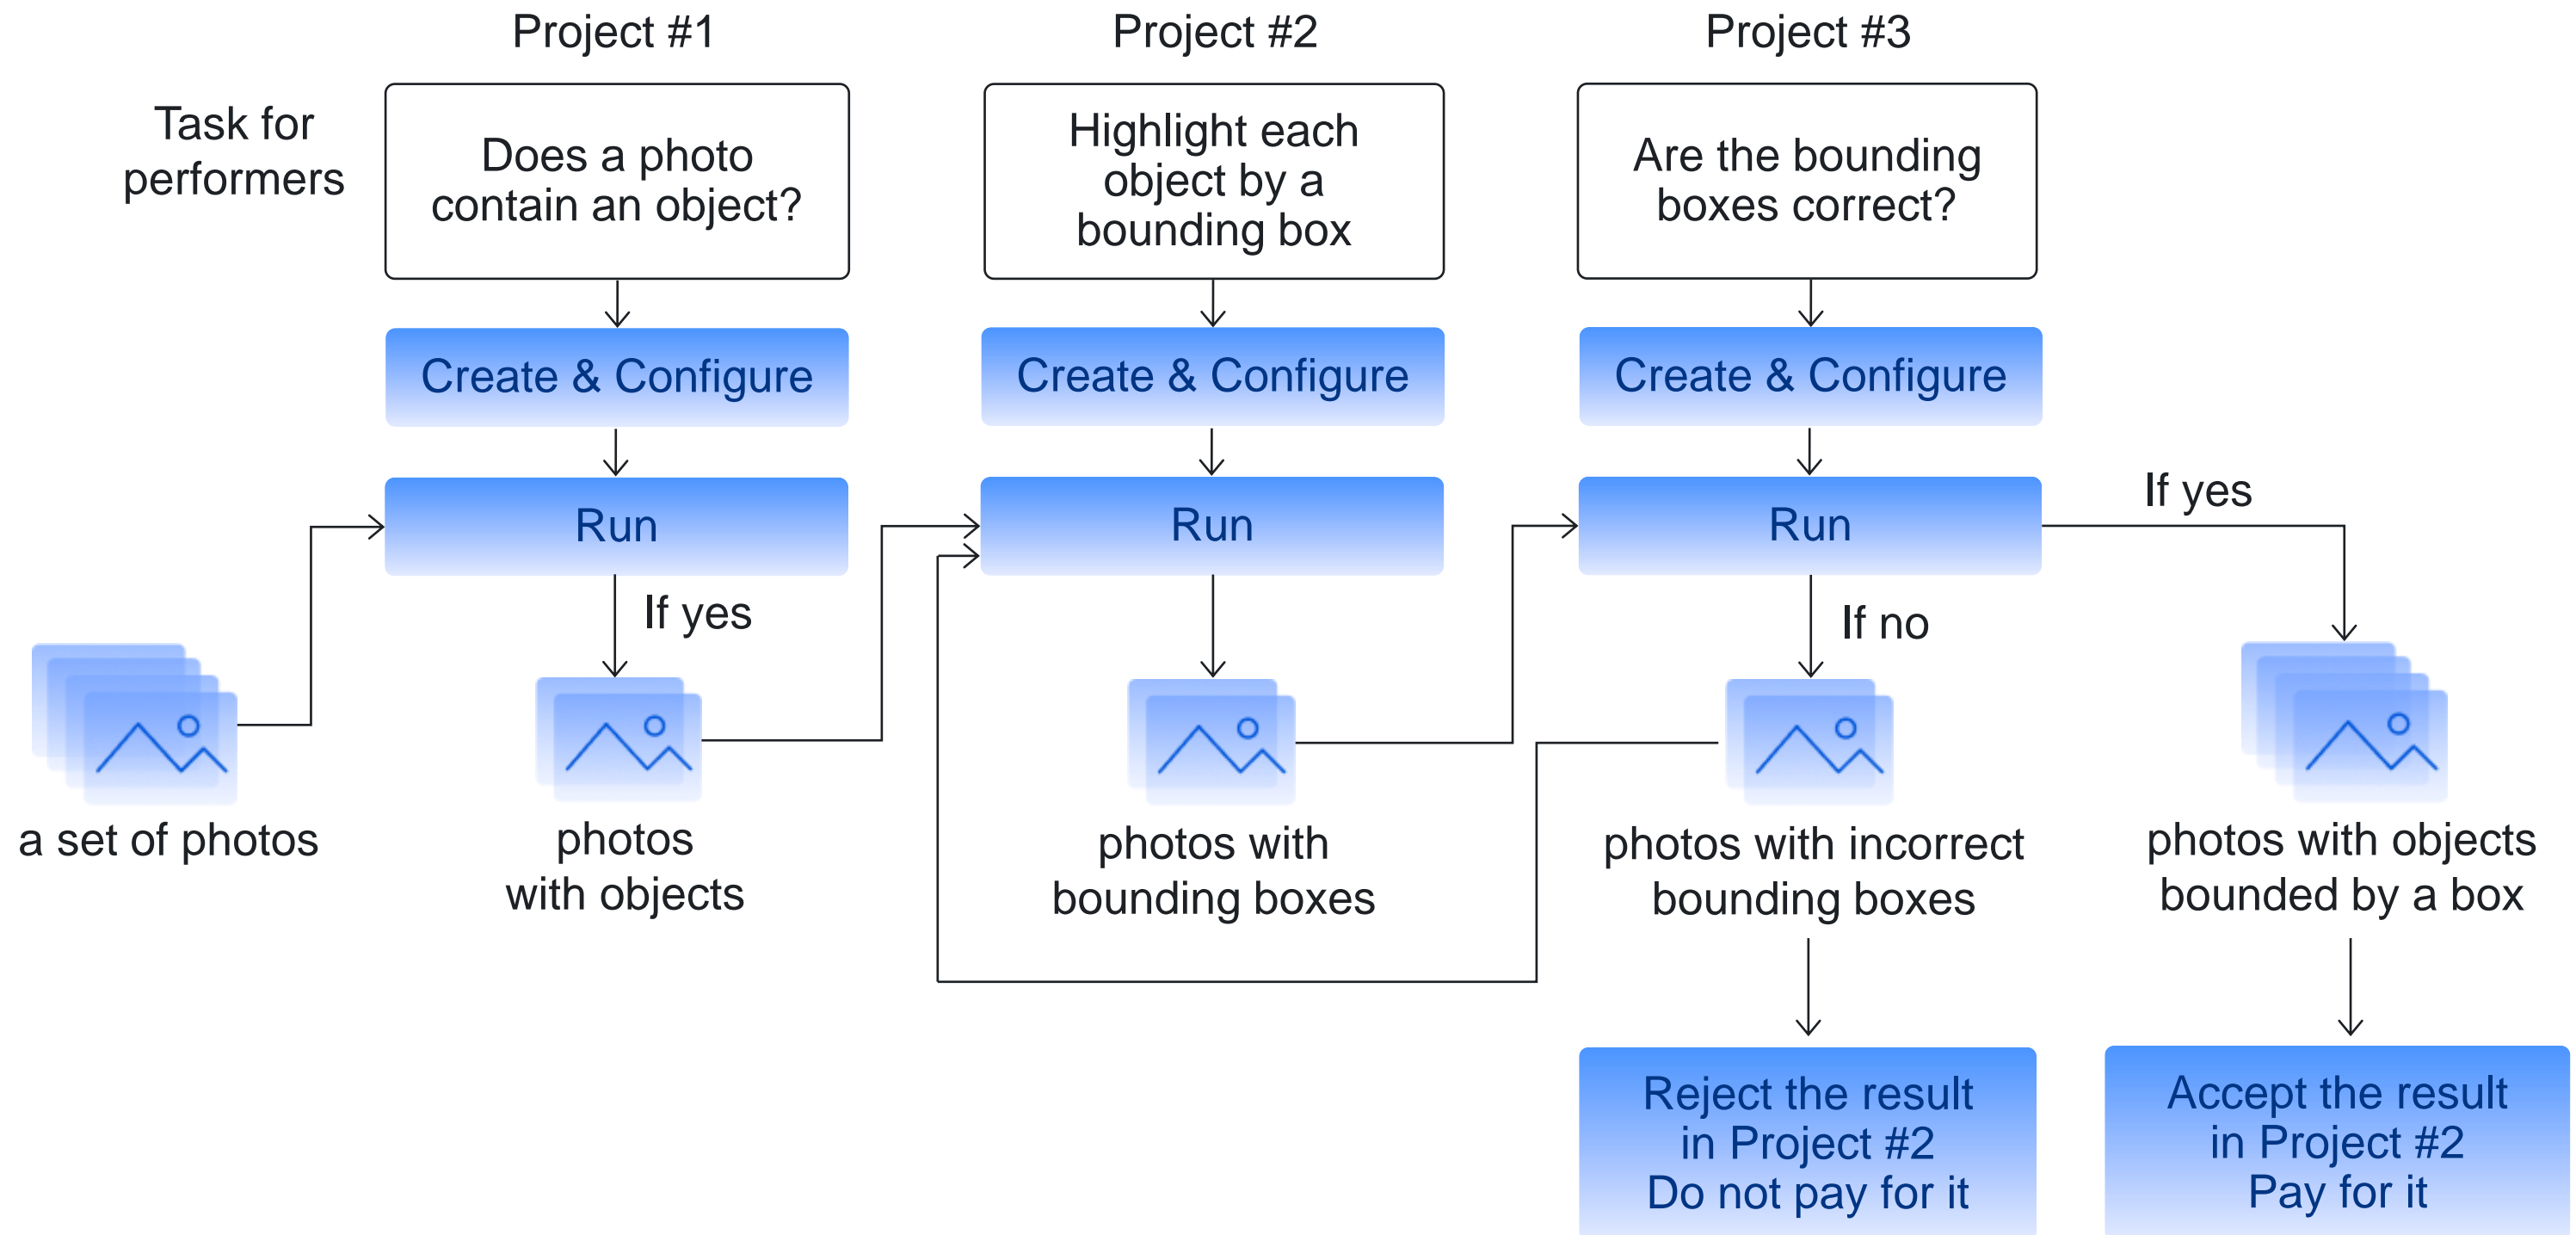 Project #1
Project #2
Project #3
Task for
performers
Does a photo
contain an object?
Highlight each
object by a
bounding box
Are the bounding
boxes correct?
Create & Configure
Create & Configure
Create & Configure
Run
Run
Run
If yes
If yes
If no
a set of photos
photos
with objects
photos with
bounding boxes
photos with incorrect
bounding boxes
photos with objects
bounded by a box
Reject the result
in Project #2
Do not pay for it
Accept the result
in Project #2
Pay for it